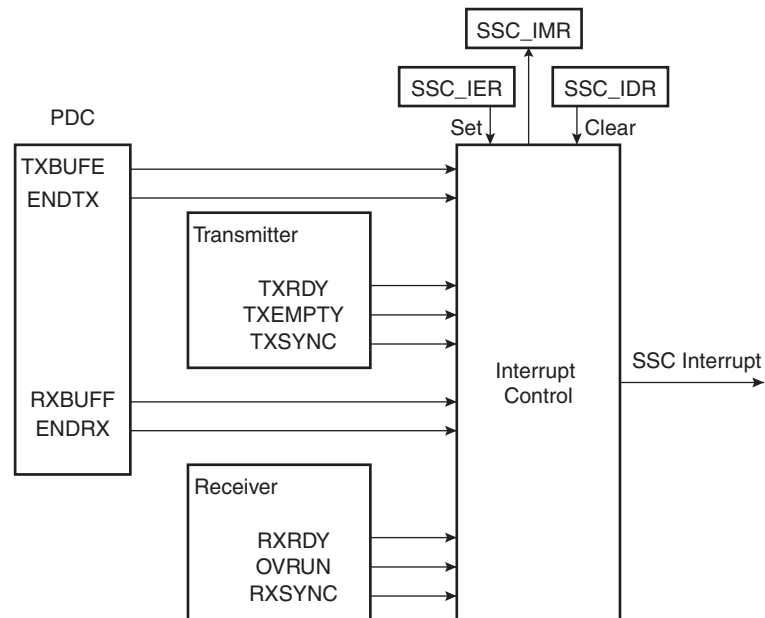 SSC_IMR
SSC_IER
SSC_IDR
Set
Clear
PDC
TXBUFE
ENDTX
Transmitter
TXRDY
TXEMPTY
TXSYNC
RXBUFF
ENDRX
Receiver
RXRDY
OVRUN
RXSYNC
Interrupt
Control
SSC Interrupt